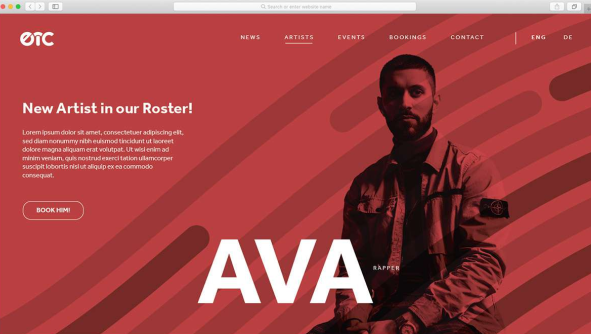 Search or enter website name
OTC
NEWS ARTISTS EVENTS BOOKINGS CONTACT ENG DE
New Artist in our Roster!
Lorem ipsum dolor sit amet, consectetuer adipiscing elit,
sed diam nonummy nibh euismod tincidunt ut laoreet
dolore magna aliquam erat volutpat. Ut wisi enim ad
minim veniam, quis nostrud exerci tation ullamcorper
suscipit lobortis nisl ut aliquip ex ea commodo
consequat.
BOOK HIM!
AVA
RAPPER